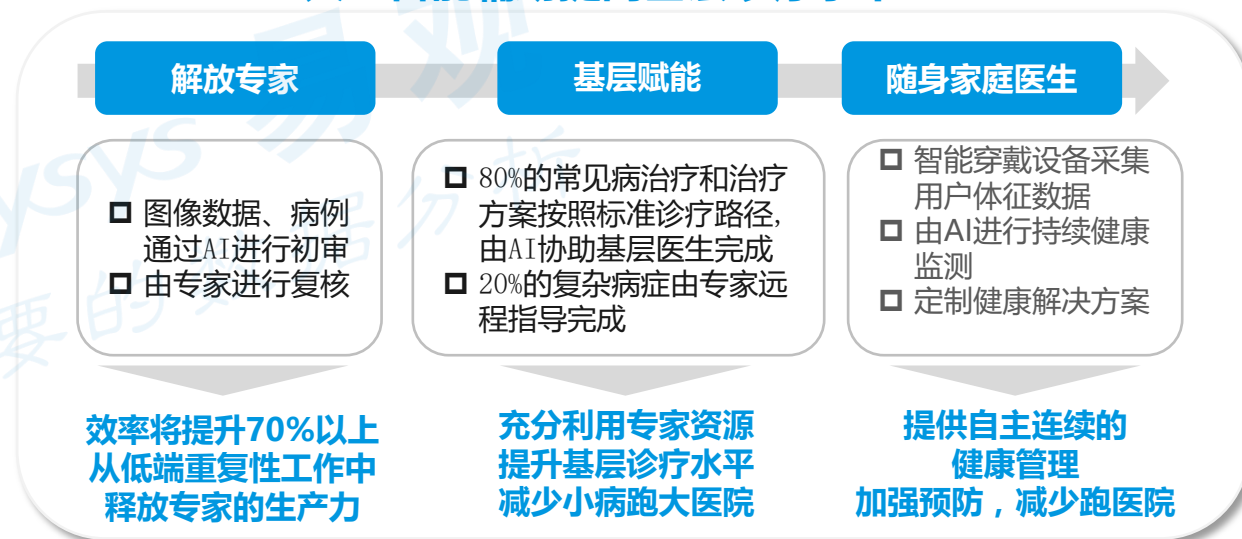 解放专家
基层赋能
随身家庭医生
图像数据、病例
通过AI进行初审
由专家进行复核
80%的常见病治疗和治疗
方案按照标准诊疗路径,
由AI协助基层医生完成
20%的复杂病症由专家远
程指导完成
智能穿戴设备采集
用户体征数据
由AI进行持续健康
监测
定制健康解决方案
效率将提升70%以上
从低端重复性工作中
释放专家的生产力
充分利用专家资源
提升基层诊疗水平
减少小病跑大医院
提供自主连续的
健康管理
加强预防，减少跑医院
ysys 易观
要的数据分析